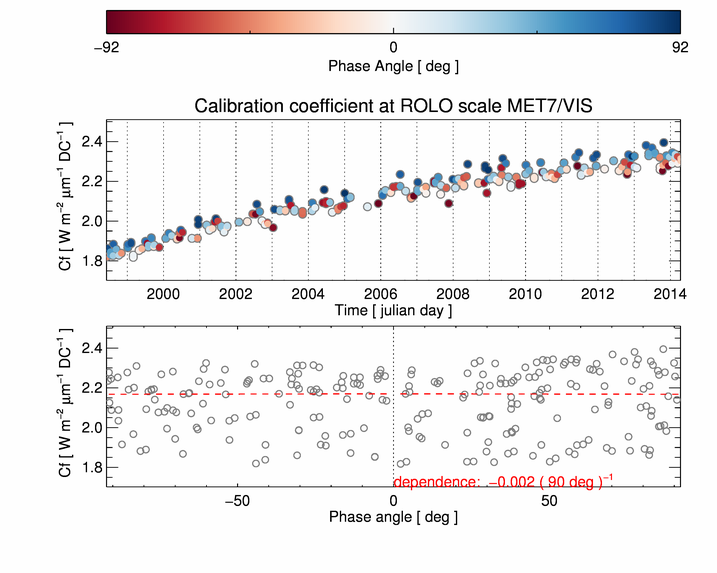 −92 0 92
Phase Angle [ deg ]
Calibration coefficient at ROLO scale MET7/VIS
Cf [ W m⁻² μm⁻¹ DC⁻¹ ]
2.4
2.2
2.0
1.8
2000 2002 2004 2006 2008 2010 2012 2014
Time [ julian day ]
Cf [ W m⁻² μm⁻¹ DC⁻¹ ]
2.4
2.2
2.0
1.8
dependence: −0.002 ( 90 deg )⁻¹
−50 0 50
Phase angle [ deg ]